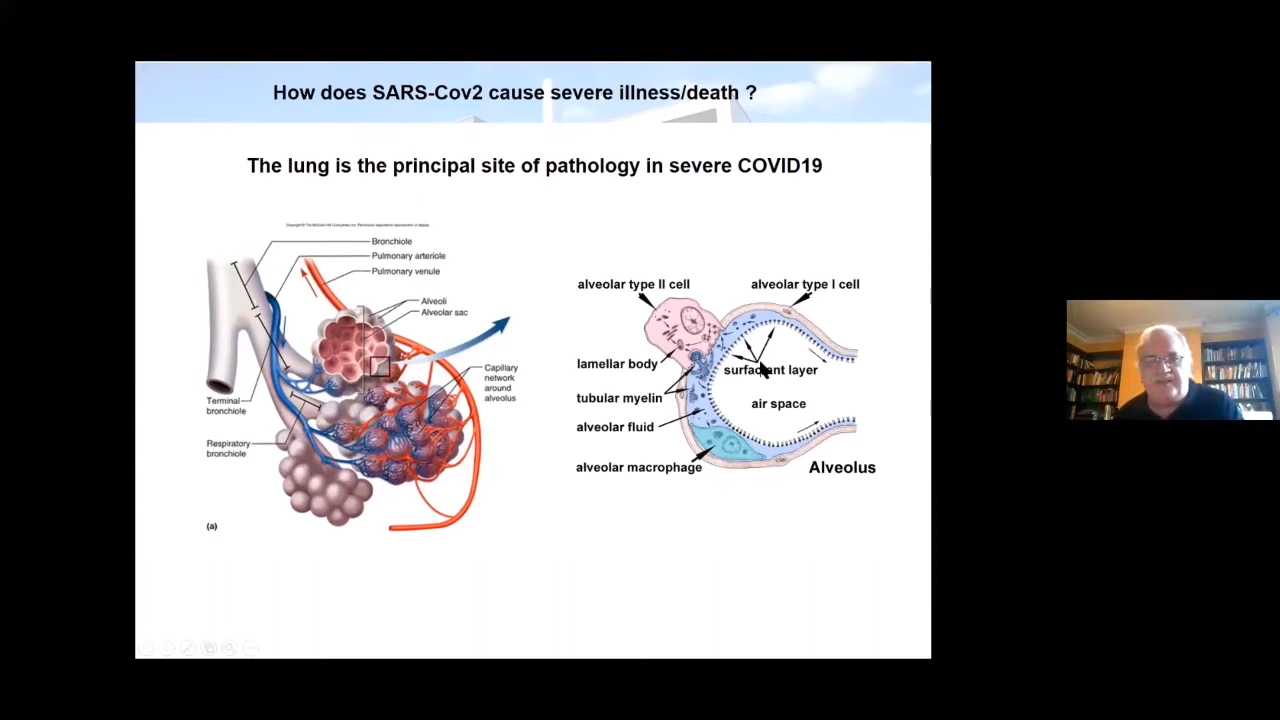 How does SARS-Cov2 cause severe illness/death ?
The lung is the principal site of pathology in severe COVID19
Bronchiole
Pulmonary arteriole
Pulmonary venule
Alveoli
Alveolar sac
Capillary
network
around
alveolus
Terminal
bronchiole
Respiratory
bronchiole
(a)
alveolar type II cell
alveolar type I cell
lamellar body
surfactant layer
tubular myelin
air space
alveolar fluid
alveolar macrophage
Alveolus